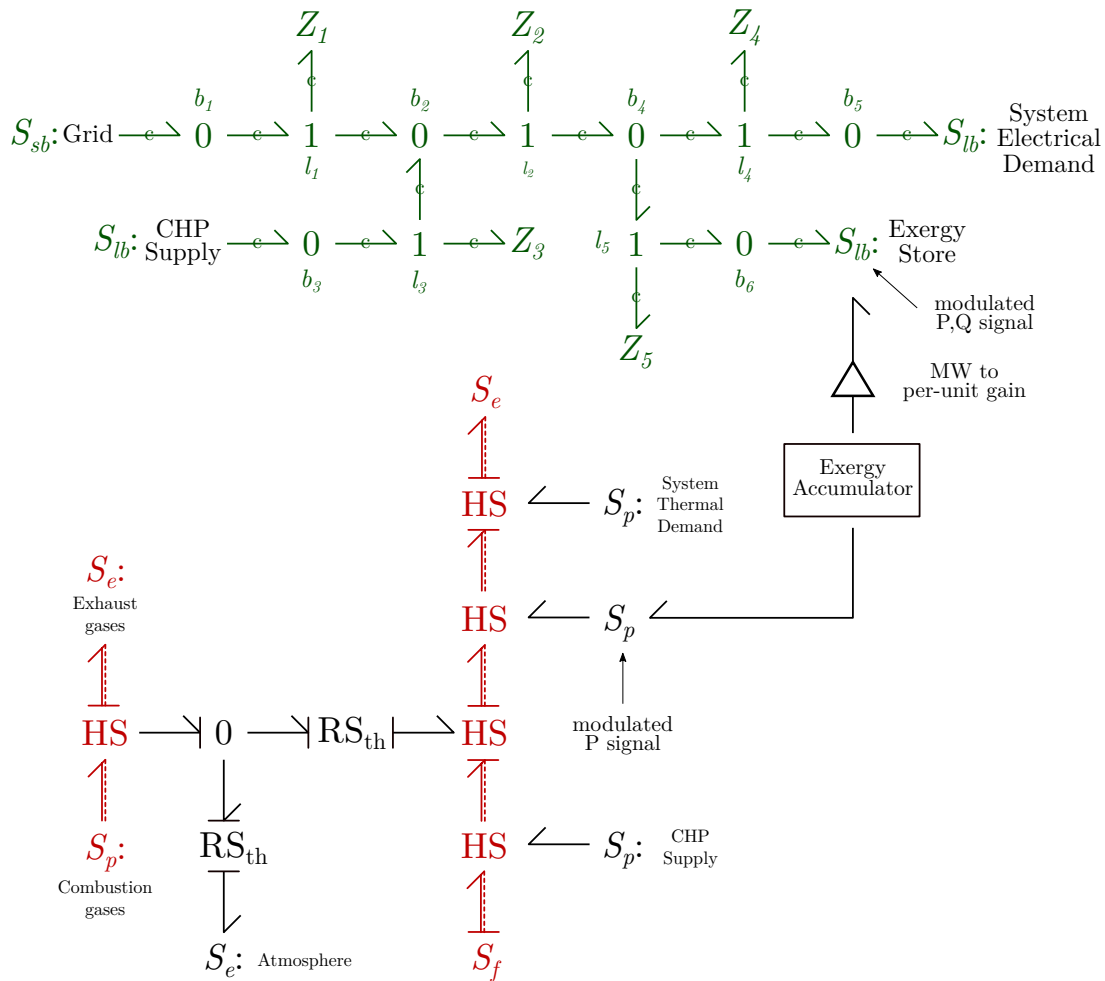 Z1 Z2 Z4
b1 b2 b4 b5
Ssb: Grid c 0 c 1 c 0 c 1 c 0 c 1 c 0 c Slb: System
Electrical
Demand
c c c
l1 l2 l4
c c
Slb: CHP
Supply c 0 c 1 c Z3
l5 1 c 0 c Slb: Exergy
Store
b3 l3 b6
c
Z5
modulated
P,Q signal
MW to
per-unit gain
Exergy
Accumulator
Se
HS Sp: System
Thermal
Demand
Se:
Exhaust
gases
HS Sp
modulated
P signal
HS 0 RSth HS
Sp:
Combustion
gases
RSth
HS Sp: CHP
Supply
Se: Atmosphere
Sf